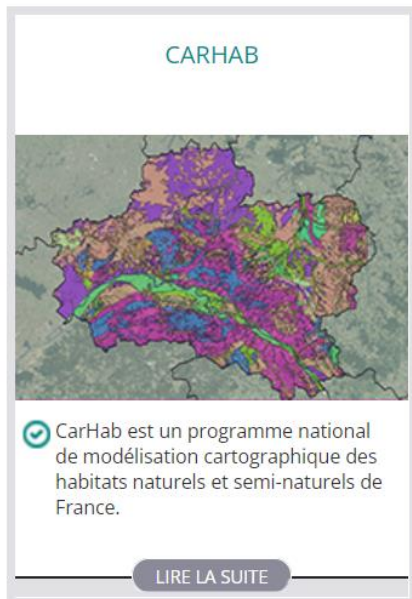 CARHAB
CarHab est un programme national
de modélisation cartographique des
habitats naturels et semi-naturels de
France.
LIRE LA SUITE